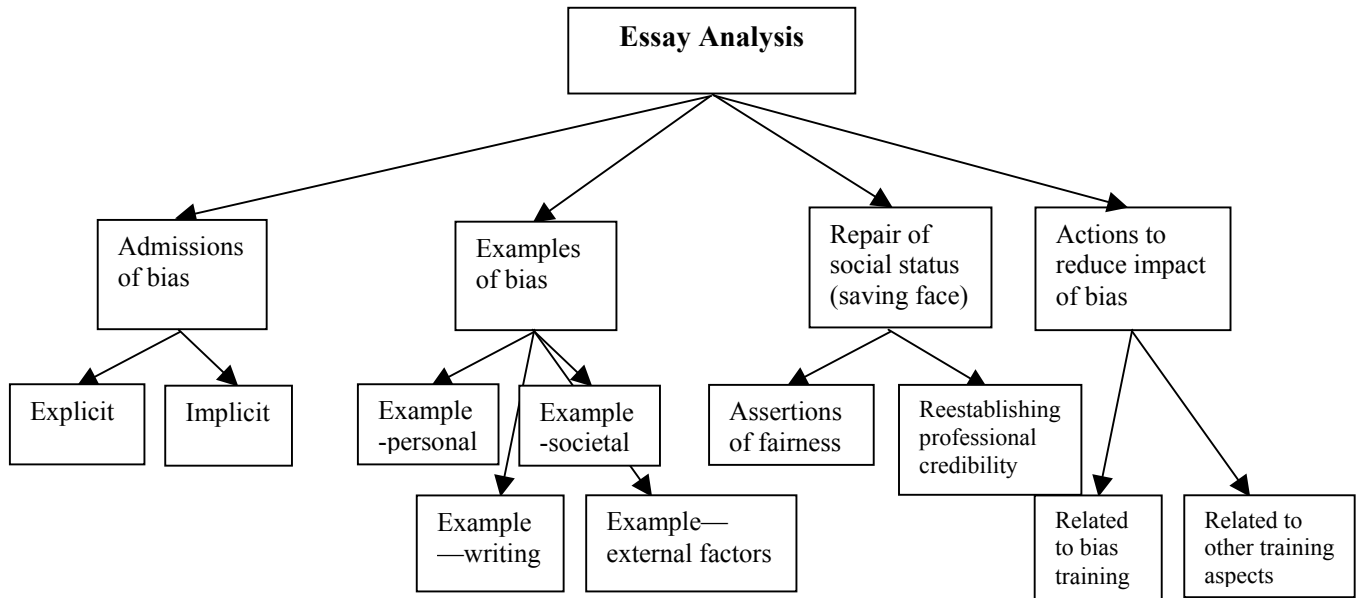 Essay Analysis
Admissions
of bias
Examples
of bias
Repair of
social status
(saving face)
Actions to
reduce impact
of bias
Explicit
Implicit
Example
-personal
Example
-societal
Assertions
of fairness
Reestablishing
professional
credibility
Example
—writing
Example—
external factors
Related
to bias
training
Related to
other training
aspects